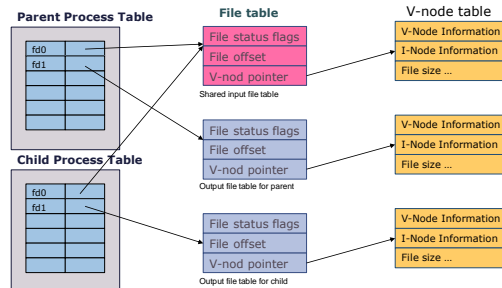 Parent Process Table
fd0
fd1
Child Process Table
fd0
fd1
File table
File status flags
File offset
V-nod pointer
Shared input file table
File status flags
File offset
V-nod pointer
Output file table for parent
File status flags
File offset
V-nod pointer
Output file table for child
V-node table
V-Node Information
I-Node Information
File size ...
V-Node Information
I-Node Information
File size ...
V-Node Information
I-Node Information
File size ...